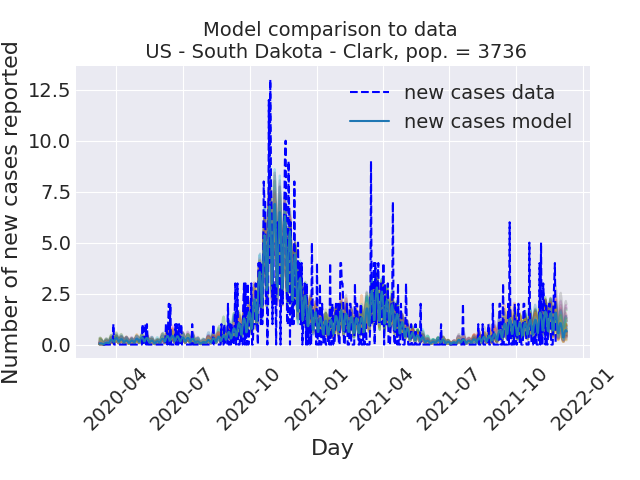 Model comparison to data
US - South Dakota - Clark, pop. = 3736
Number of new cases reported
12.5
10.0
7.5
5.0
2.5
0.0
new cases data
new cases model
2020-04
2020-07
2020-10
2021-01
2021-04
2021-07
2021-10
2022-01
Day